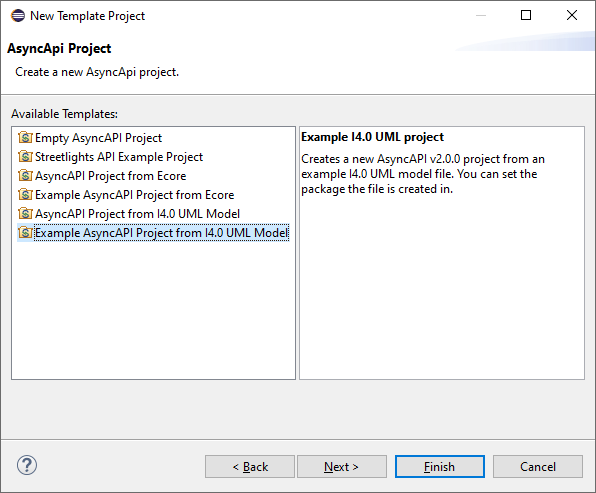 New Template Project
AsyncApi Project
Create a new AsyncApi project.
Available Templates:
Empty AsyncAPI Project
Streetlights API Example Project
AsyncAPI Project from Ecore
Example AsyncAPI Project from Ecore
AsyncAPI Project from I4.0 UML Model
Example AsyncAPI Project from I4.0 UML Model
Example I4.0 UML project
Creates a new AsyncAPI v2.0.0 project from an
example I4.0 UML model file. You can set the
package the file is created in.
?
< Back
Next >
Finish
Cancel